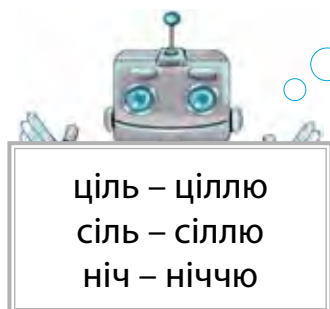 ціль – ціллю
сіль – сіллю
ніч – ніччю